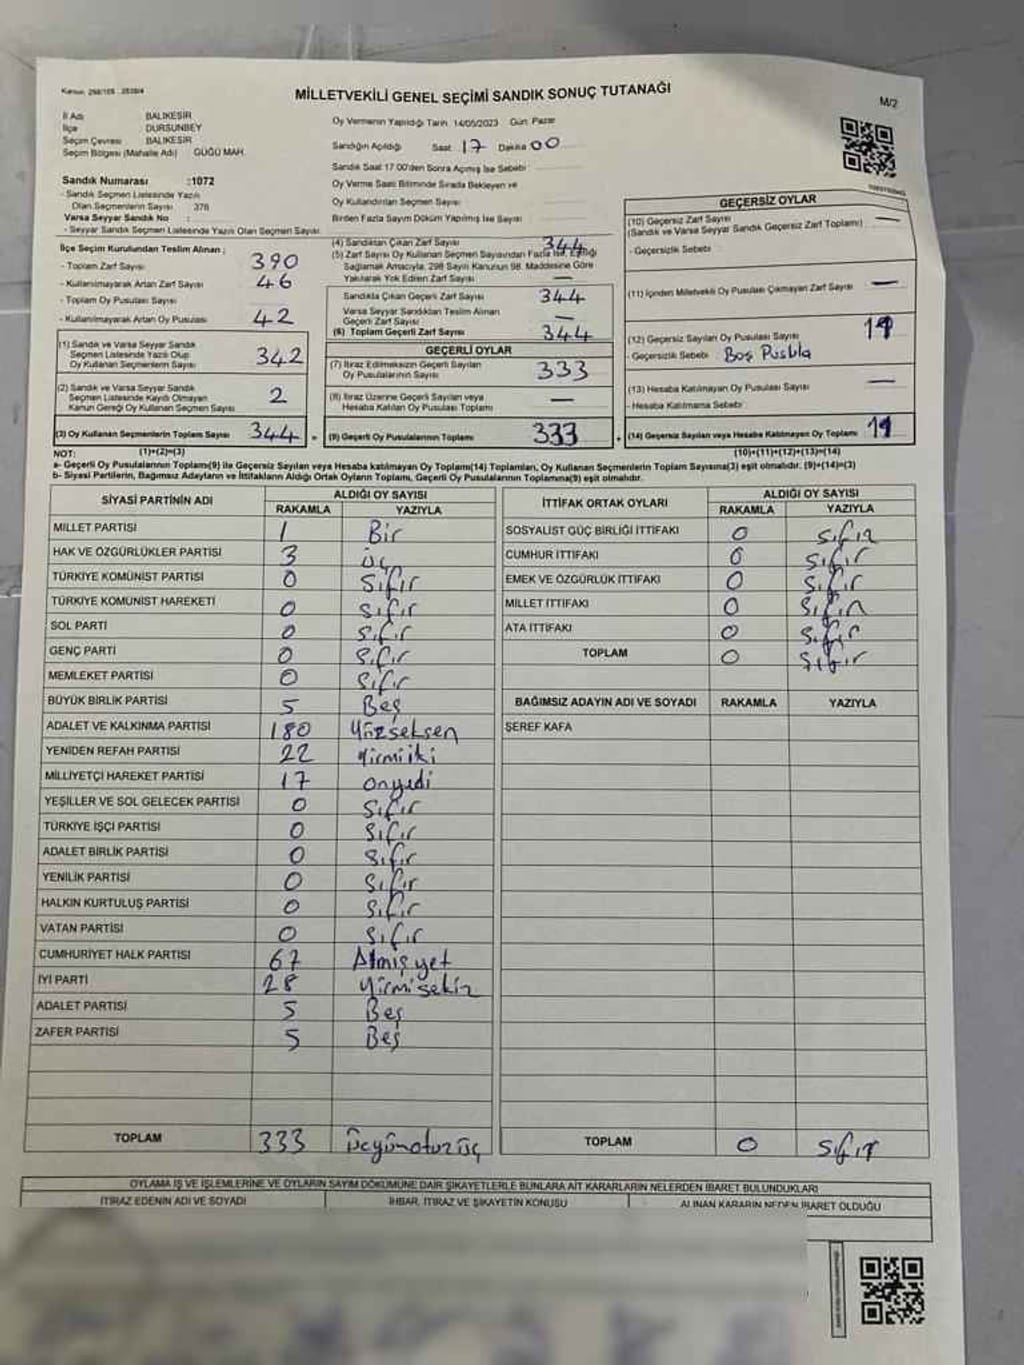 Kanun: 298/105 : 2839/4
MİLLETVEKİLİ GENEL SEÇİMİ SANDIK SONUÇ TUTANAĞI
M/2
İl Adı BALIKESİR
İlçe DURSUNBEY
Seçim Çevresi BALIKESİR
Seçim Bölgesi (Mahalle Adı) GÜĞÜ MAH.
Oy Vermenin Yapıldığı Tarih: 14/05/2023 Gün: Pazar
Sandığın Açıldığı Saat 17 Dakika 00
Sandık Saat 17:00'den Sonra Açılmış İse Sebebi
Sandık Numarası :1072
- Sandık Seçmen Listesinde Yazılı
Olan Seçmenlerin Sayısı 376
Varsa Seyyar Sandık No :
- Seyyar Sandık Seçmen Listesinde Yazılı Olan Seçmen Sayısı
Oy Verme Saati Bitiminde Sırada Bekleyen ve
Oy Kullandırılan Seçmen Sayısı
Birden Fazla Sayım Döküm Yapılmış İse Sayısı
İlçe Seçim Kurulundan Teslim Alınan :
- Toplam Zarf Sayısı 390
- Kullanılmayarak Artan Zarf Sayısı 46
- Toplam Oy Pusulası Sayısı
- Kullanılmayarak Artan Oy Pusulası 42
(1) Sandık ve Varsa Seyyar Sandık
Seçmen Listesinde Yazılı Olup
Oy Kullanan Seçmenlerin Sayısı 342
(2) Sandık ve Varsa Seyyar Sandık
Seçmen Listesinde Kaydı Olmayan
Kanun Gereği Oy Kullanan Seçmen Sayısı 2
(3) Oy Kullanan Seçmenlerin Toplam Sayısı 344
(4) Sandıktan Çıkan Zarf Sayısı 344
(5) Zarf Sayısı Oy Kullanan Seçmen Sayısından Fazla İse, Eşitliği
Sağlamak Amacıyla, 298 Sayılı Kanunun 98. Maddesine Göre
Yakılarak Yok Edilen Zarf Sayısı —
Sandıkta Çıkan Geçerli Zarf Sayısı 344
Varsa Seyyar Sandıktan Teslim Alınan
Geçerli Zarf Sayısı —
(6) Toplam Geçerli Zarf Sayısı 344
GEÇERLİ OYLAR
(7) İtiraz Edilmeksizin Geçerli Sayılan
Oy Pusulalarının Sayısı 333
(8) İtiraz Üzerine Geçerli Sayılan veya
Hesaba Katılan Oy Pusulası Toplamı —
= (9) Geçerli Oy Pusulalarının Toplamı 333
GEÇERSİZ OYLAR
(10) Geçersiz Zarf Sayısı —
(Sandık ve Varsa Seyyar Sandık Geçersiz Zarf Toplamı)
- Geçersizlik Sebebi
(11) İçinden Milletvekili Oy Pusulası Çıkmayan Zarf Sayısı —
(12) Geçersiz Sayılan Oy Pusulası Sayısı 11
- Geçersizlik Sebebi : Boş Pusula
(13) Hesaba Katılmayan Oy Pusulası Sayısı —
- Hesaba Katılmama Sebebi
+ (14) Geçersiz Sayılan veya Hesaba Katılmayan Oy Toplamı 11
NOT: (1)+(2)=(3) (10)+(11)+(12)+(13)=(14)
a- Geçerli Oy Pusulalarının Toplamı(9) ile Geçersiz Sayılan veya Hesaba katılmayan Oy Toplamı(14) Toplamları, Oy Kullanan Seçmenlerin Toplam Sayısına(3) eşit olmalıdır. (9)+(14)=(3)
b- Siyasi Partilerin, Bağımsız Adayların ve İttifakların Aldığı Ortak Oyların Toplamı, Geçerli Oy Pusulalarının Toplamına(9) eşit olmalıdır.
SİYASİ PARTİNİN ADI ALDIĞI OY SAYISI
RAKAMLA YAZIYLA
MİLLET PARTİSİ 1 Bir
HAK VE ÖZGÜRLÜKLER PARTİSİ 3 üç
TÜRKİYE KOMÜNİST PARTİSİ 0 Sıfır
TÜRKİYE KOMÜNİST HAREKETİ 0 Sıfır
SOL PARTİ 0 Sıfır
GENÇ PARTİ 0 Sıfır
MEMLEKET PARTİSİ 0 Sıfır
BÜYÜK BİRLİK PARTİSİ 5 Beş
ADALET VE KALKINMA PARTİSİ 180 Yüzseksen
YENİDEN REFAH PARTİSİ 22 Yirmiiki
MİLLİYETÇİ HAREKET PARTİSİ 17 Onyedi
YEŞİLLER VE SOL GELECEK PARTİSİ 0 Sıfır
TÜRKİYE İŞÇİ PARTİSİ 0 Sıfır
ADALET BİRLİK PARTİSİ 0 Sıfır
YENİLİK PARTİSİ 0 Sıfır
HALKIN KURTULUŞ PARTİSİ 0 Sıfır
VATAN PARTİSİ 0 Sıfır
CUMHURİYET HALK PARTİSİ 67 Atmışyet
İYİ PARTİ 28 Yirmisekiz
ADALET PARTİSİ 5 Beş
ZAFER PARTİSİ 5 Beş
TOPLAM 333 üçyüzotuzüç
İTTİFAK ORTAK OYLARI ALDIĞI OY SAYISI
RAKAMLA YAZIYLA
SOSYALİST GÜÇ BİRLİĞİ İTTİFAKI 0 Sıfır
CUMHUR İTTİFAKI 0 Sıfır
EMEK VE ÖZGÜRLÜK İTTİFAKI 0 Sıfır
MİLLET İTTİFAKI 0 Sıfır
ATA İTTİFAKI 0 Sıfır
TOPLAM 0 Sıfır
BAĞIMSIZ ADAYIN ADI VE SOYADI RAKAMLA YAZIYLA
ŞEREF KAFA
TOPLAM 0 Sıfır
OYLAMA İŞ VE İŞLEMLERİNE VE OYLARIN SAYIM DÖKÜMÜNE DAİR ŞİKAYETLERLE BUNLARA AİT KARARLARIN NELERDEN İBARET BULUNDUKLARI
İTİRAZ EDENİN ADI VE SOYADI İHBAR, İTİRAZ VE ŞİKAYETİN KONUSU ALINAN KARARIN NEDEN İBARET OLDUĞU